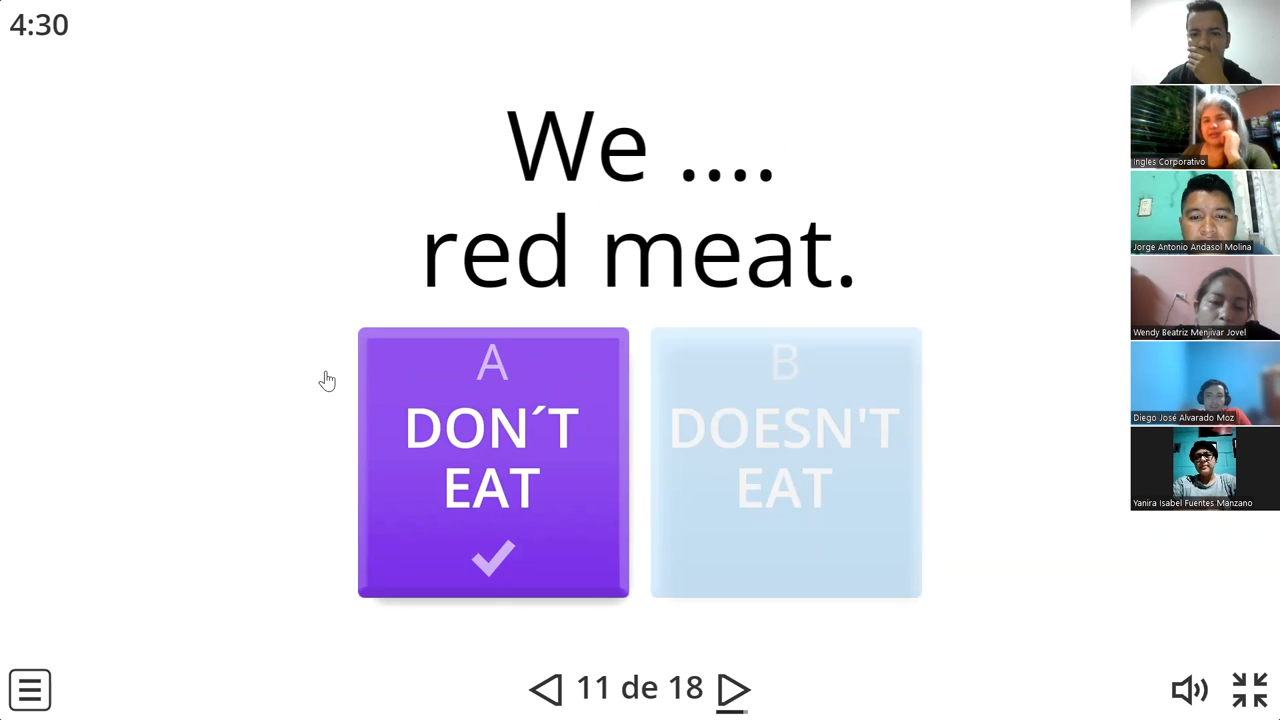 4:30
We ....
red meat.
A
DON´T
EAT
B
DOESN'T
EAT
11 de 18
Ingles Corporativo
Jorge Antonio Andasol Molina
Wendy Beatriz Menjivar Jovel
Diego José Alvarado Moz
Yanira Isabel Fuentes Manzano